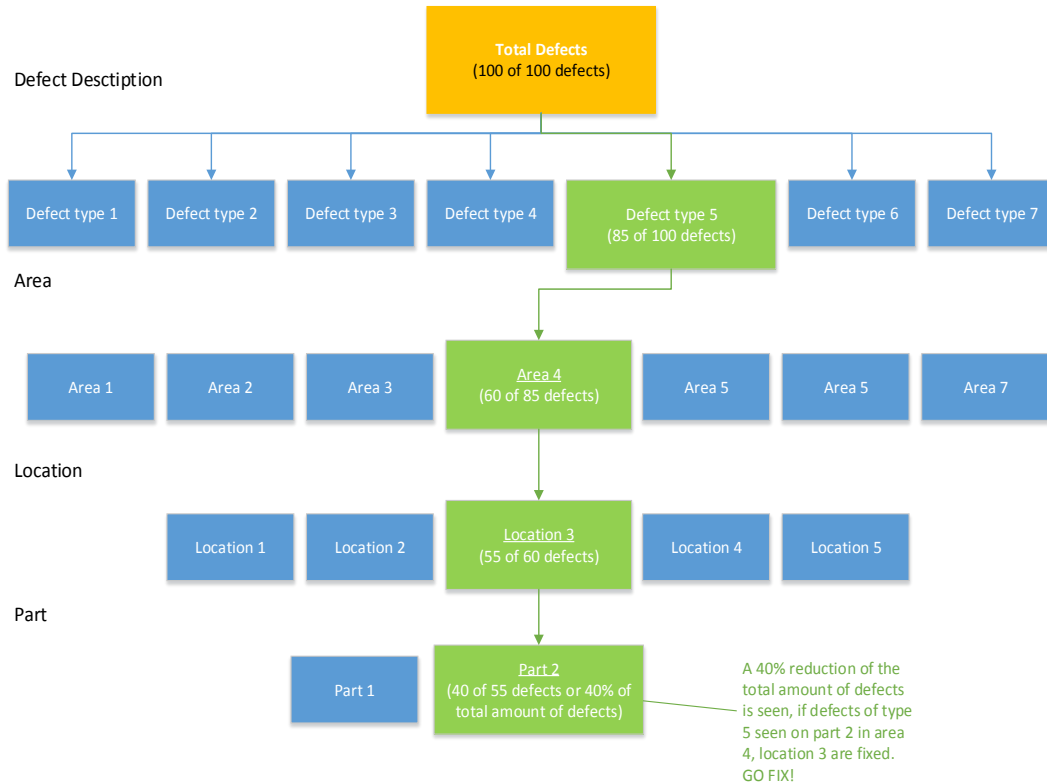 Total Defects
(100 of 100 defects)
Defect Desctiption
Defect type 1
Defect type 2
Defect type 3
Defect type 4
Defect type 5
(85 of 100 defects)
Defect type 6
Defect type 7
Area
Area 1
Area 2
Area 3
Area 4
(60 of 85 defects)
Area 5
Area 5
Area 7
Location
Location 1
Location 2
Location 3
(55 of 60 defects)
Location 4
Location 5
Part
Part 1
Part 2
(40 of 55 defects or 40% of
total amount of defects)
A 40% reduction of the
total amount of defects
is seen, if defects of type
5 seen on part 2 in area
4, location 3 are fixed.
GO FIX!